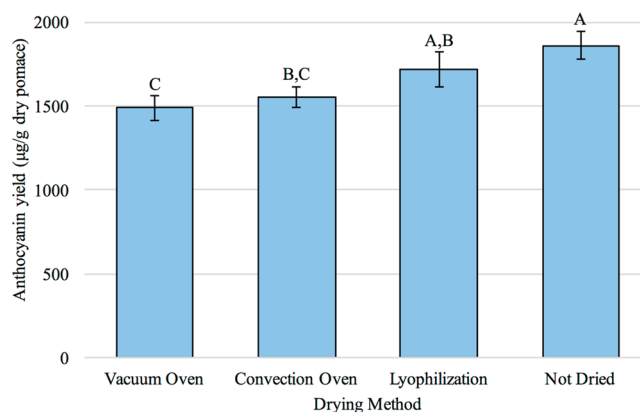 2000
1500
1000
500
0
Anthocyanin yield (µg/g dry pomace)
C
B,C
A,B
A
Vacuum Oven
Convection Oven
Lyophilization
Not Dried
Drying Method